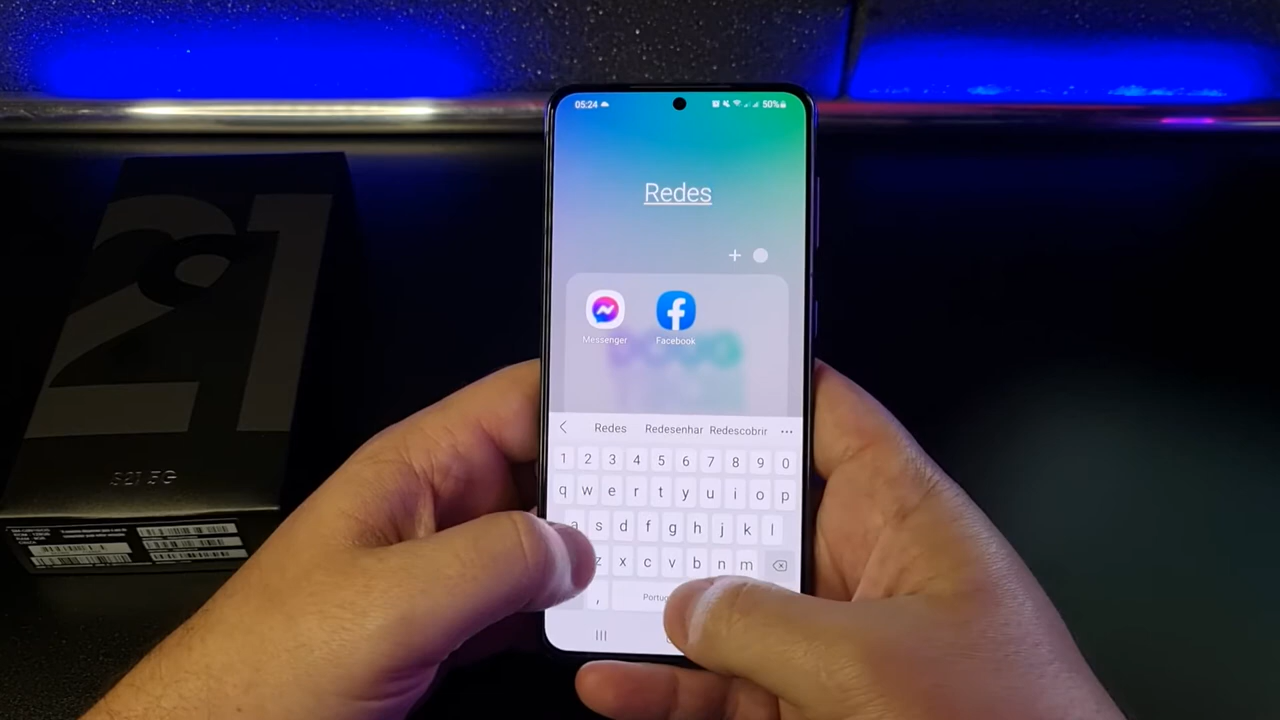 05:24
50%
Redes
+
Messenger
Facebook
Redes Redesenhar Redescobrir ...
1 2 3 4 5 6 7 8 9 0
q w e r t y u i o p
a s d f g h j k l
z x c v b n m
,
21
S21 5G